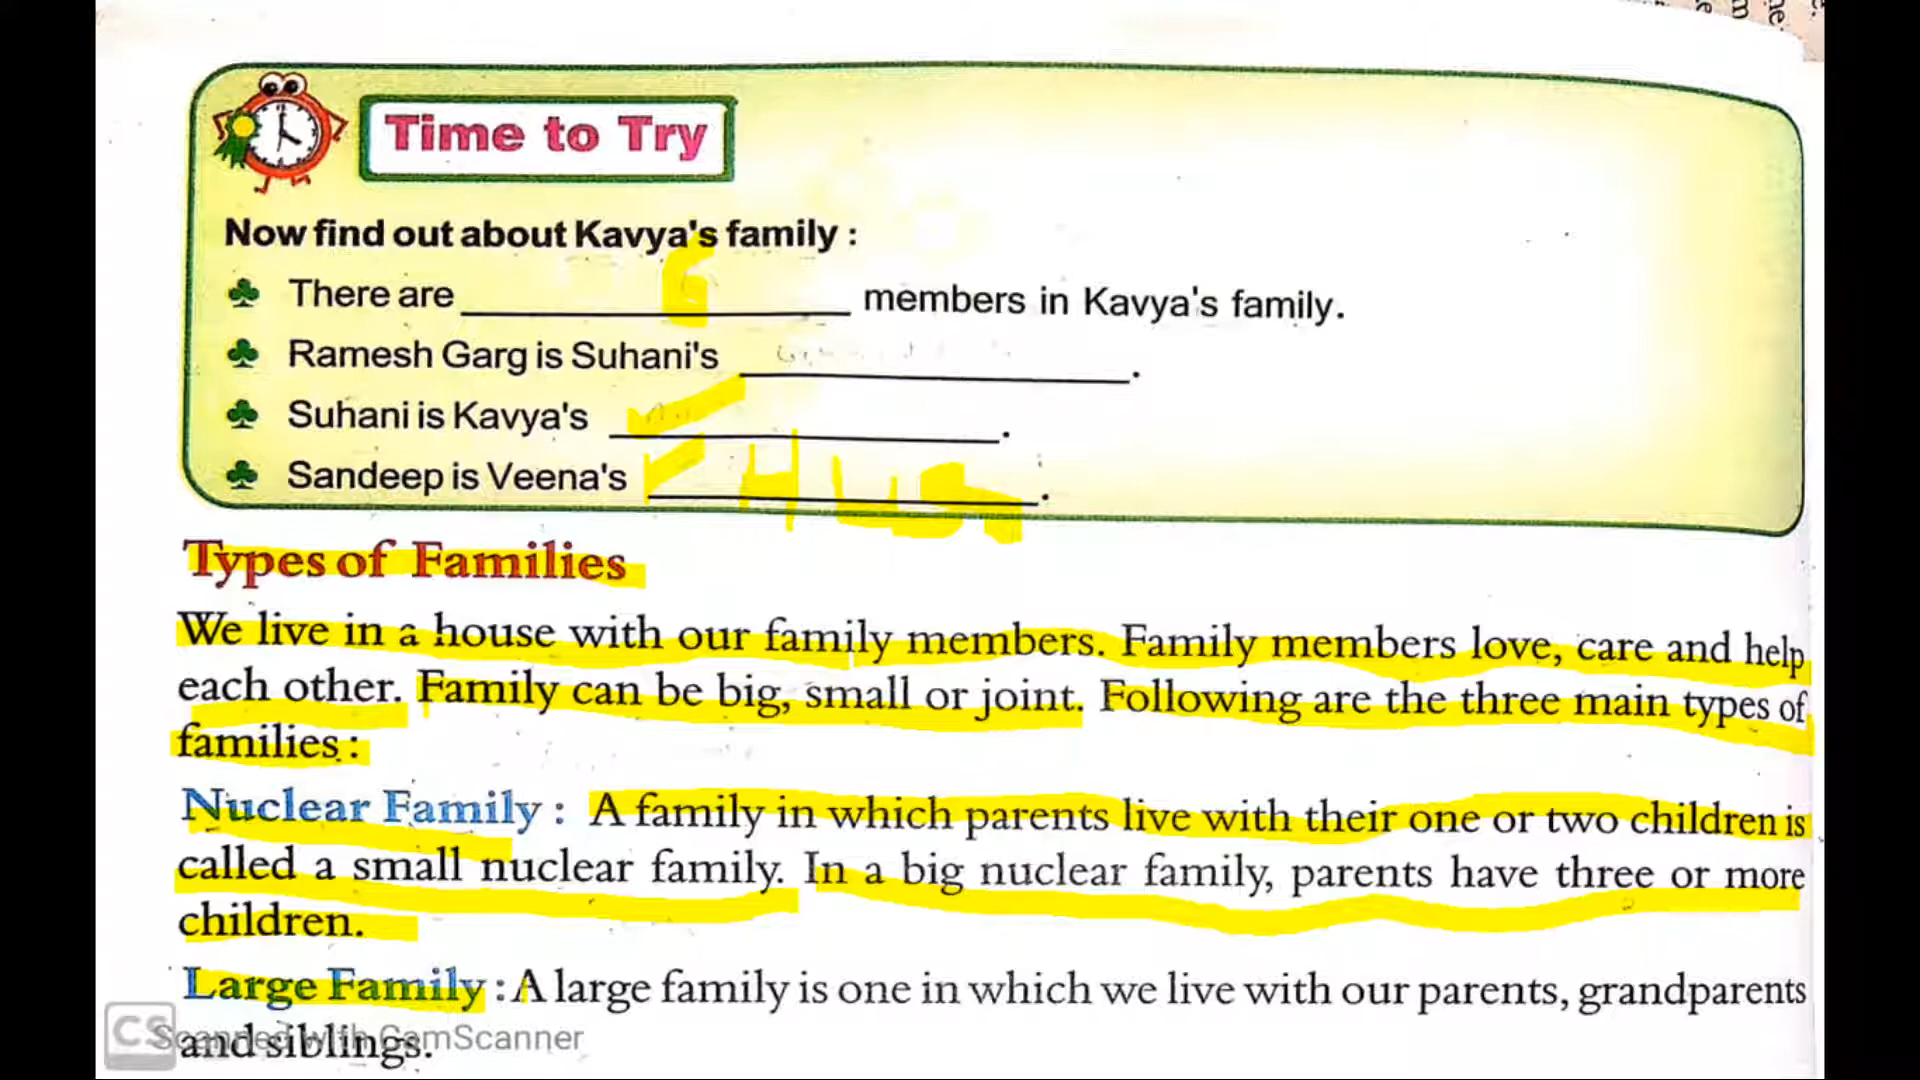 Time to Try
Now find out about Kavya's family :
There are 6 members in Kavya's family.
Ramesh Garg is Suhani's .
Suhani is Kavya's .
Sandeep is Veena's Hus .
Types of Families
We live in a house with our family members. Family members love, care and help
each other. Family can be big, small or joint. Following are the three main types of
families :
Nuclear Family : A family in which parents live with their one or two children is
called a small nuclear family. In a big nuclear family, parents have three or more
children.
Large Family : A large family is one in which we live with our parents, grandparents
and siblings.
CS Scanned with CamScanner